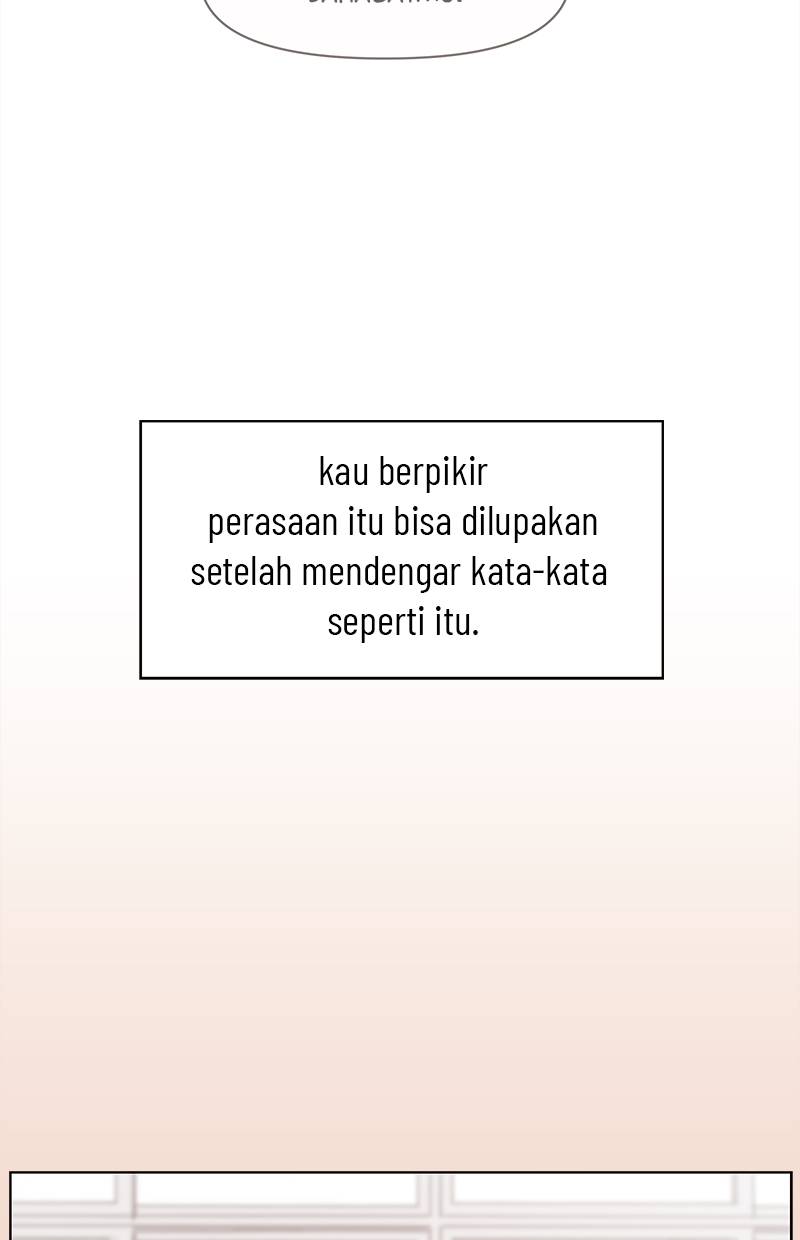 kau berpikir
perasaan itu bisa dilupakan
setelah mendengar kata-kata
seperti itu.